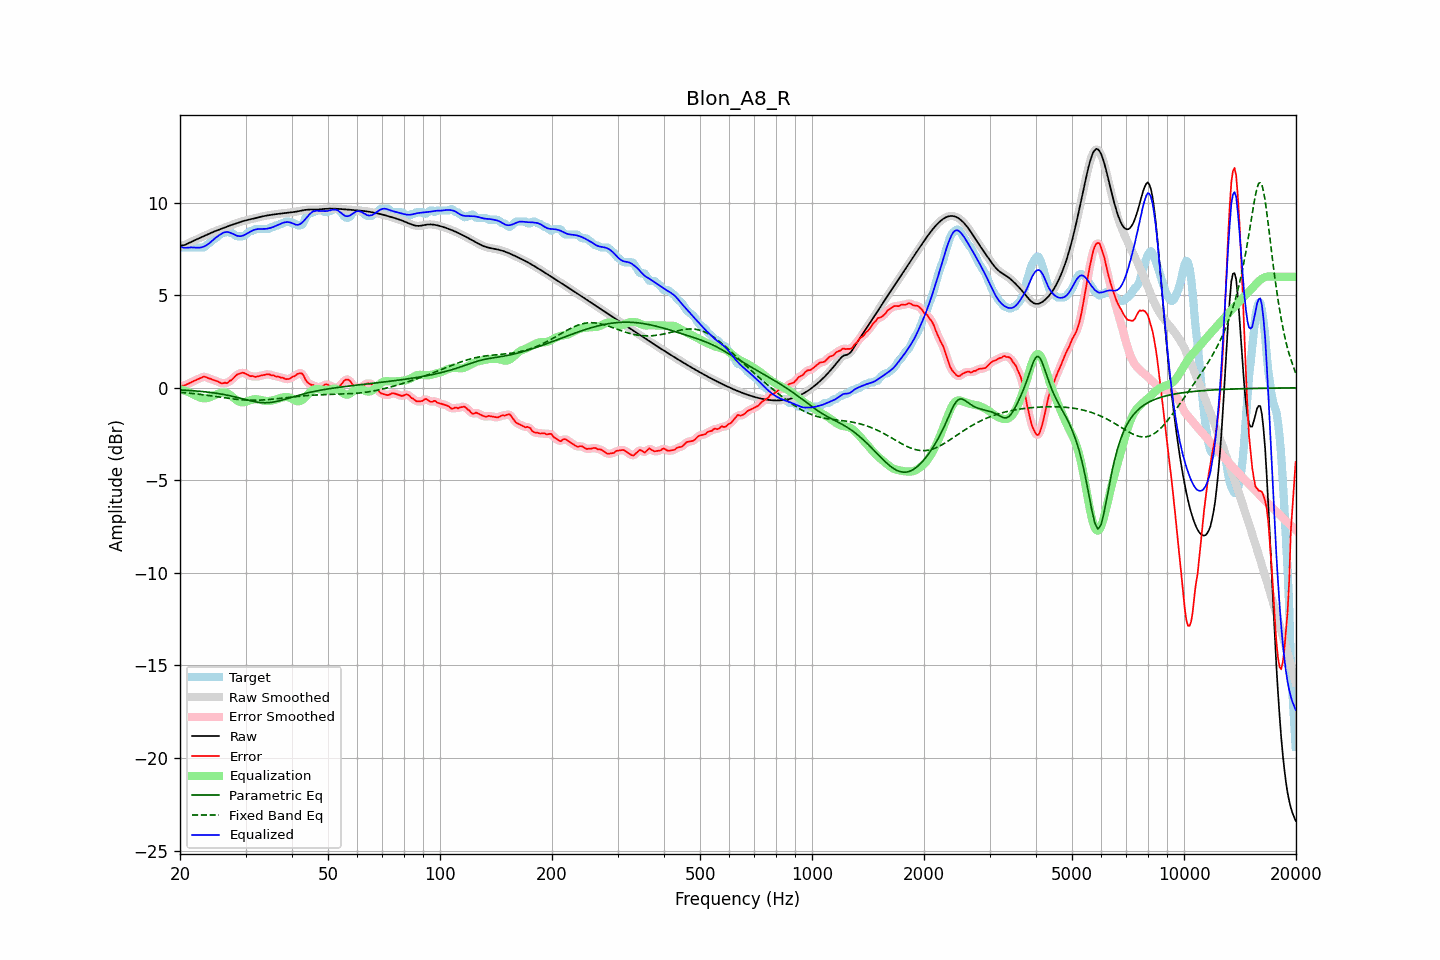 Blon_A8_R
Amplitude (dBr)
10
5
0
−5
−10
−15
−20
−25
Target
Raw Smoothed
Error Smoothed
Raw
Error
Equalization
Parametric Eq
Fixed Band Eq
Equalized
20 50 100 200 500 1000 2000 5000 10000 20000
Frequency (Hz)